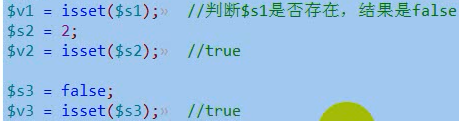 $v1 = isset($s1);» //判断$s1是否存在，结果是false
$s2 = 2;
$v2 = isset($s2);» //true
$s3 = false;
$v3 = isset($s3);» //true